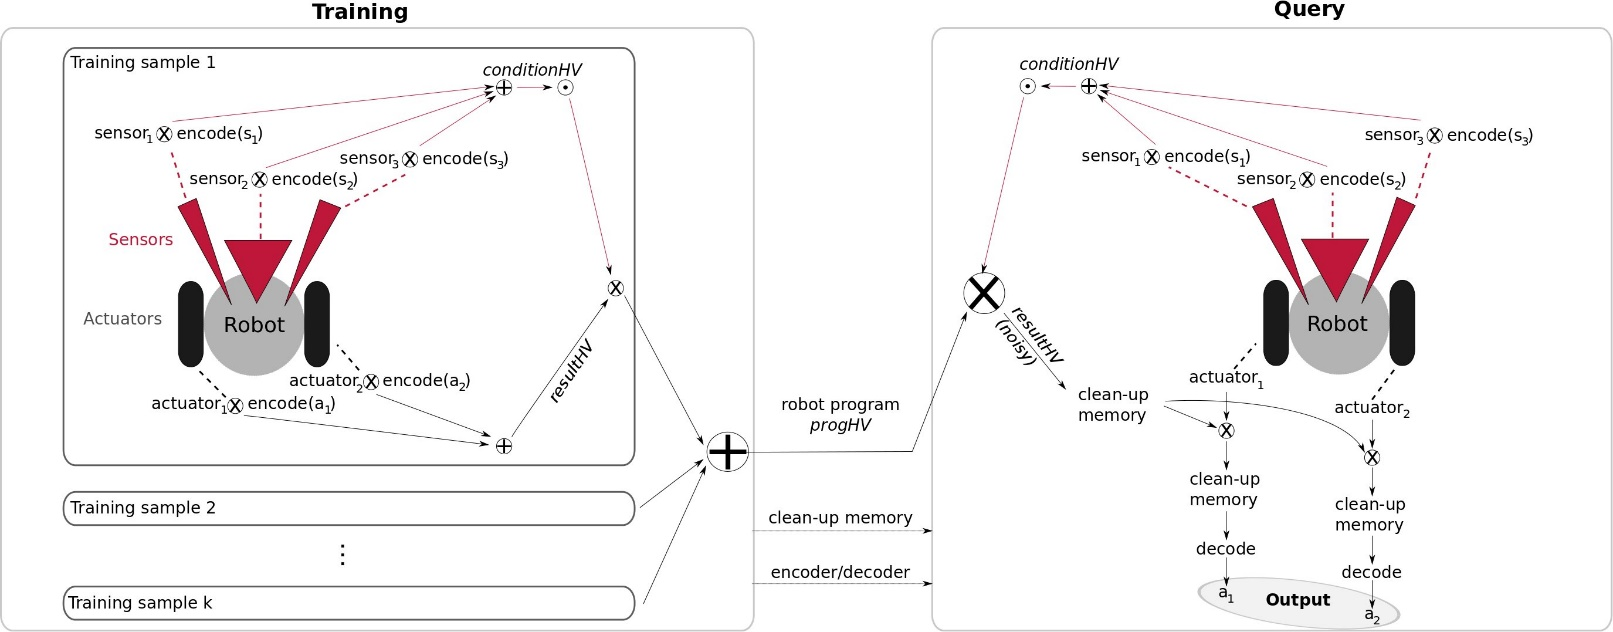 Training
Training sample 1
conditionHV
sensor1 ⊗ encode(s1)
sensor3 ⊗ encode(s3)
sensor2 ⊗ encode(s2)
Sensors
Actuators
Robot
actuator2 ⊗ encode(a2)
actuator1 ⊗ encode(a1)
resultHV
Training sample 2
⋮
Training sample k
robot program
progHV
clean-up memory
encoder/decoder
Query
conditionHV
sensor3 ⊗ encode(s3)
sensor1 ⊗ encode(s1)
sensor2 ⊗ encode(s2)
Robot
resultHV
(noisy)
clean-up
memory
actuator1
actuator2
clean-up
memory
clean-up
memory
decode
decode
a1
Output
a2